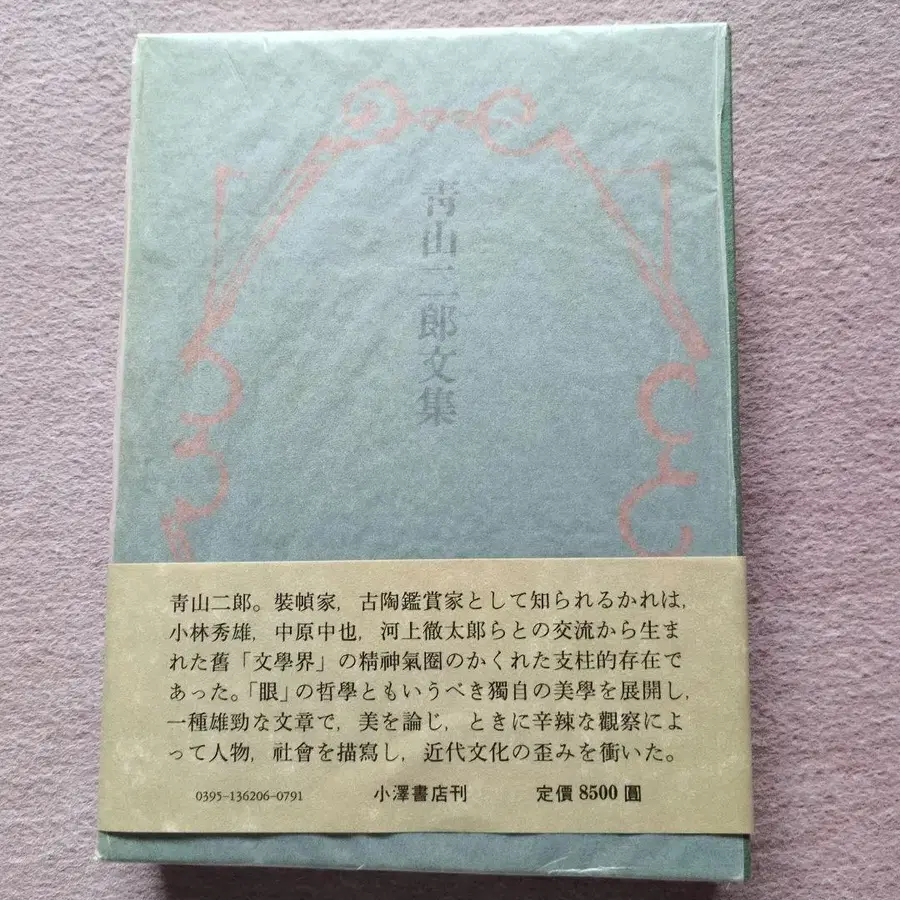 靑山二郎文集
靑山二郎。裝幀家，古陶鑑賞家として知られるかれは，
小林秀雄，中原中也，河上徹太郎らとの交流から生ま
れた舊「文學界」の精神氣圈のかくれた支柱的存在で
あった。「眼」の哲學ともいうべき獨自の美學を展開し，
一種雄勁な文章で，美を論じ，ときに辛辣な觀察によ
って人物，社會を描寫し，近代文化の歪みを衝いた。
0395-136206-0791
小澤書店刊
定價 8500 圓